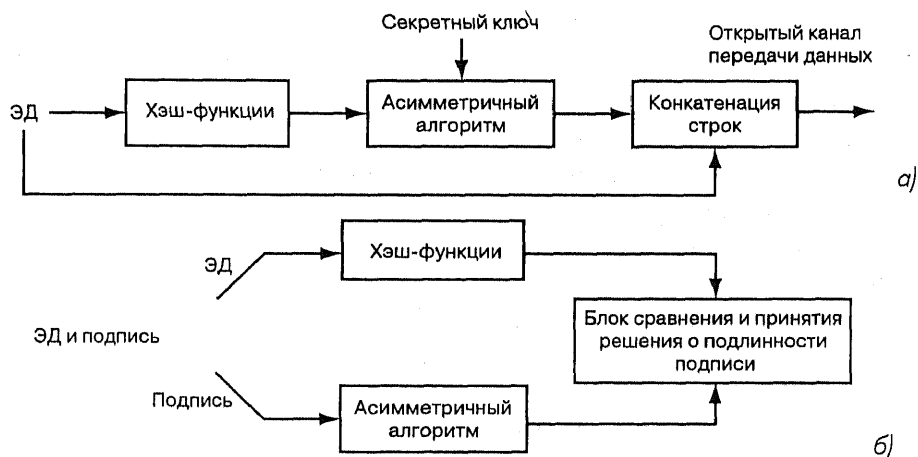 Секретный ключ
Открытый канал
передачи данных
ЭД
Хэш-функции
Асимметричный
алгоритм
Конкатенация
строк
а)
ЭД
Хэш-функции
ЭД и подпись
Блок сравнения и принятия
решения о подлинности
подписи
Подпись
Асимметричный
алгоритм
б)